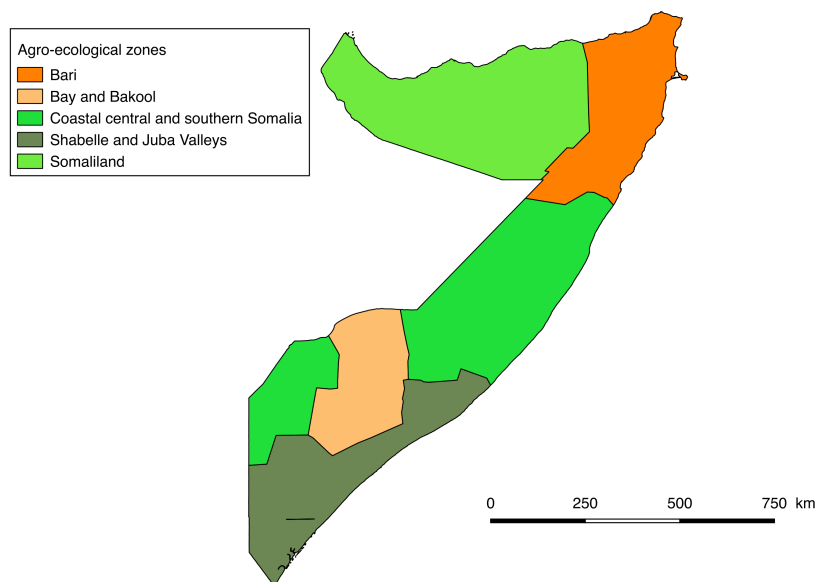 Agro-ecological zones
Bari
Bay and Bakool
Coastal central and southern Somalia
Shabelle and Juba Valleys
Somaliland
0 250 500 750 km